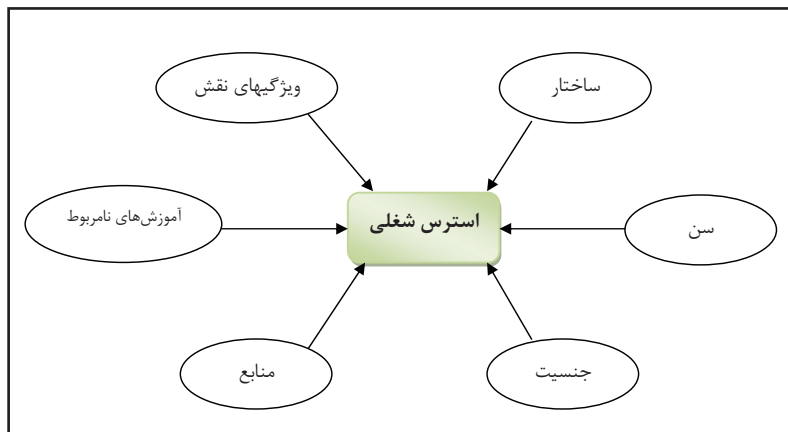 ساختار
ویژگیهای نقش
آموزش‌های نامربوط
استرس شغلی
سن
جنسیت
منابع